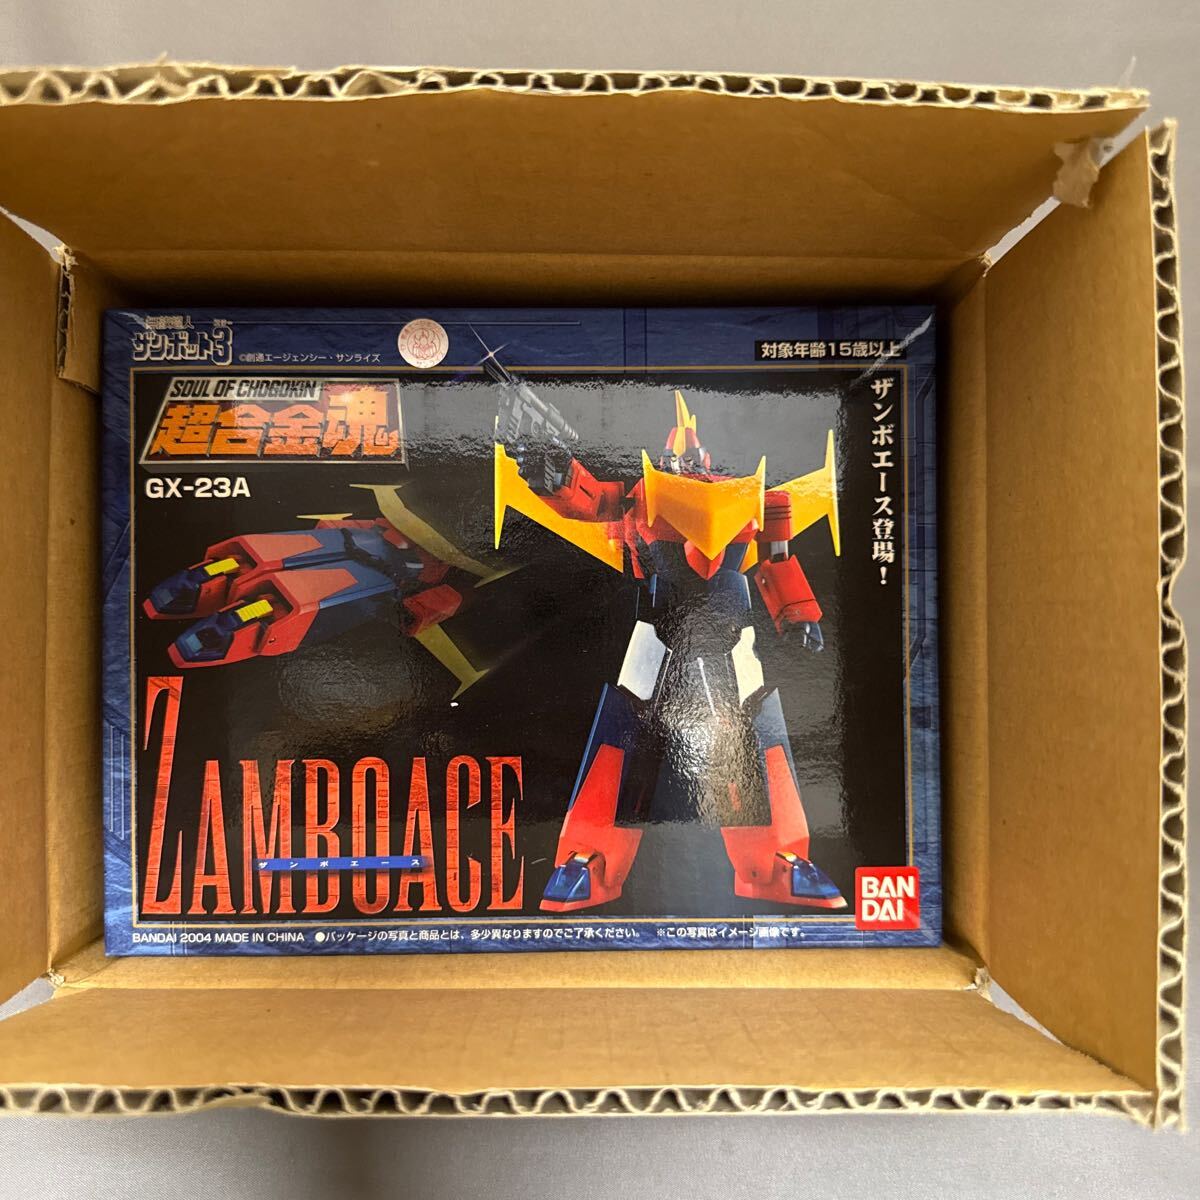 無敵超人
ザンボット3
©創通エージェンシー・サンライズ
対象年齢15歳以上
SOUL OF CHOGOKIN
超合金魂
GX-23A
ザンボエース登場!
ZAMBOACE
ザンボエース
BAN
DAI
BANDAI 2004 MADE IN CHINA ●パッケージの写真と商品とは、多少異なりますのでご了承ください。 ※この写真はイメージ画像です。